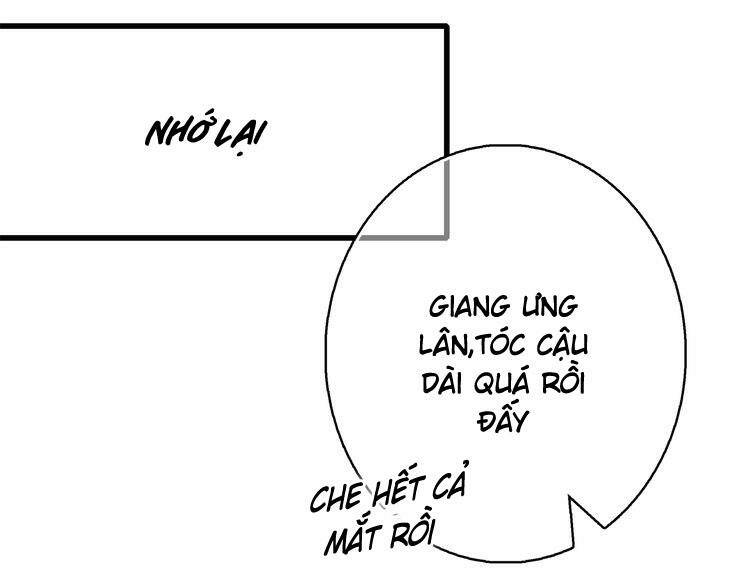 NHỚ LẠI
GIANG ƯNG
LÂN,TÓC CẬU
DÀI QUÁ RỒI
ĐẤY
CHE HẾT CẢ
MẮT RỒI